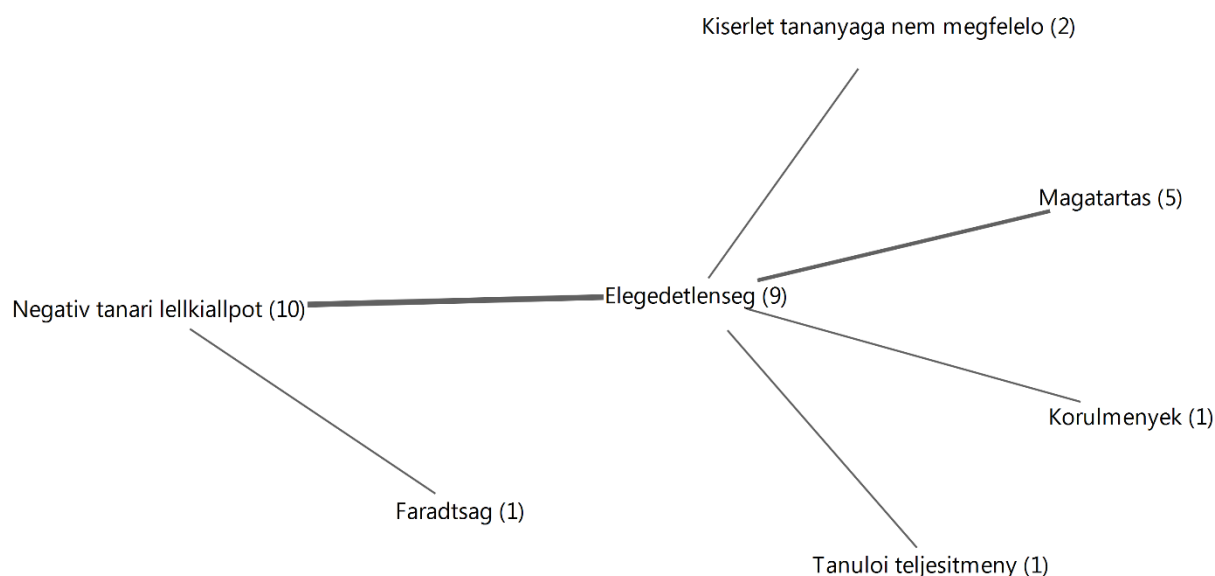 Kiserlet tananyaga nem megfelelo (2)
Magatartas (5)
Elegedetlenseg (9)
Negativ tanari lellkiallpot (10)
Korulmenyek (1)
Faradtsag (1)
Tanuloi teljesitmeny (1)